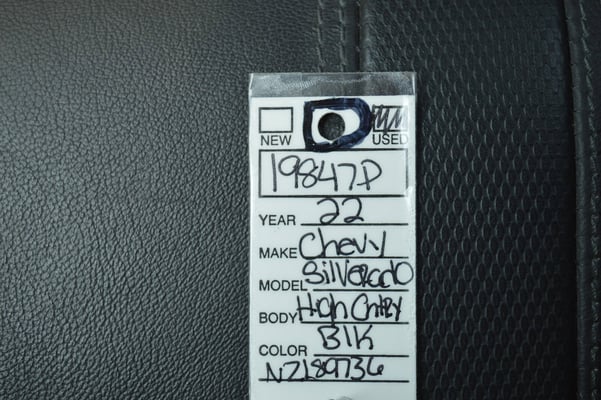 D
NEW USED
19847P
YEAR 22
MAKE Chevy
MODEL Silverado
BODY High Cntry
COLOR Blk
NZ189736